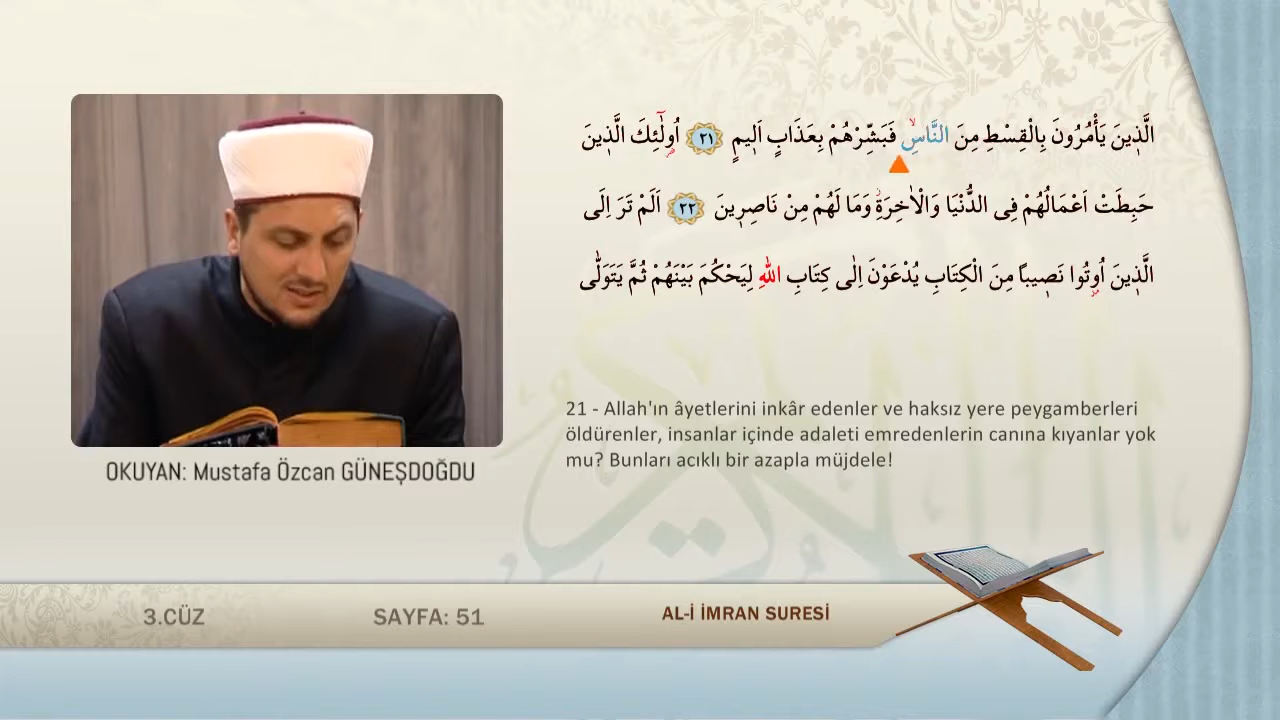 الَّذ۪ينَ يَأْمُرُونَ بِالْقِسْطِ مِنَ النَّاسِۙ فَبَشِّرْهُمْ بِعَذَابٍ اَل۪يمٍ ﴿٢١﴾ اُو۬لٰٓئِكَ الَّذ۪ينَ
حَبِطَتْ اَعْمَالُهُمْ فِى الدُّنْيَا وَالْاٰخِرَةِۘ وَمَا لَهُمْ مِنْ نَاصِر۪ينَ ﴿٢٢﴾ اَلَمْ تَرَ اِلَى
الَّذ۪ينَ اُو۫تُوا نَص۪يباً مِنَ الْكِتَابِ يُدْعَوْنَ اِلٰى كِتَابِ اللّٰهِ لِيَحْكُمَ بَيْنَهُمْ ثُمَّ يَتَوَلّٰى
21 - Allah'ın âyetlerini inkâr edenler ve haksız yere peygamberleri
öldürenler, insanlar içinde adaleti emredenlerin canına kıyanlar yok
mu? Bunları acıklı bir azapla müjdele!
OKUYAN: Mustafa Özcan GÜNEŞDOĞDU
3.CÜZ
SAYFA: 51
AL-İ İMRAN SURESİ